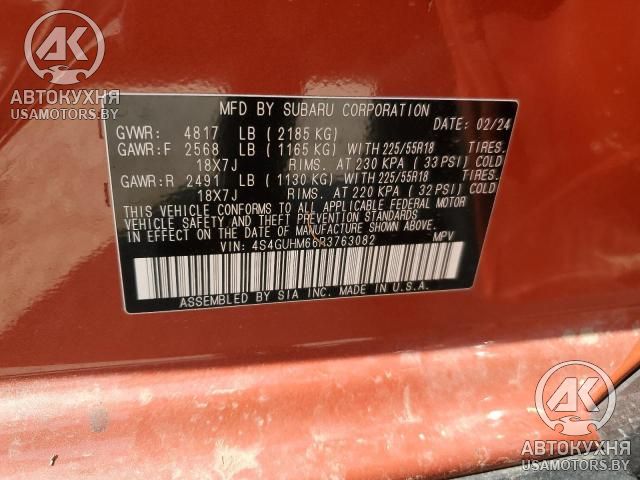 АК
АВТОКУХНЯ
USAMOTORS.BY
MFD BY SUBARU CORPORATION
GVWR: 4817 LB (2185 KG) DATE: 02/24
GAWR:F 2568 LB (1165 KG) WITH 225/55R18 TIRES.
18X7J RIMS. AT 230 KPA (33 PSI) COLD
GAWR:R 2491 LB (1130 KG) WITH 225/55R18 TIRES.
18X7J RIMS. AT 220 KPA (32 PSI) COLD
THIS VEHICLE CONFORMS TO ALL APPLICABLE FEDERAL MOTOR
VEHICLE SAFETY AND THEFT PREVENTION STANDARDS
IN EFFECT ON THE DATE OF MANUFACTURE SHOWN ABOVE.
VIN: 4S4GUHM66R3763082 MPV
ASSEMBLED BY SIA INC. MADE IN U.S.A.
АК
АВТОКУХНЯ
USAMOTORS.BY